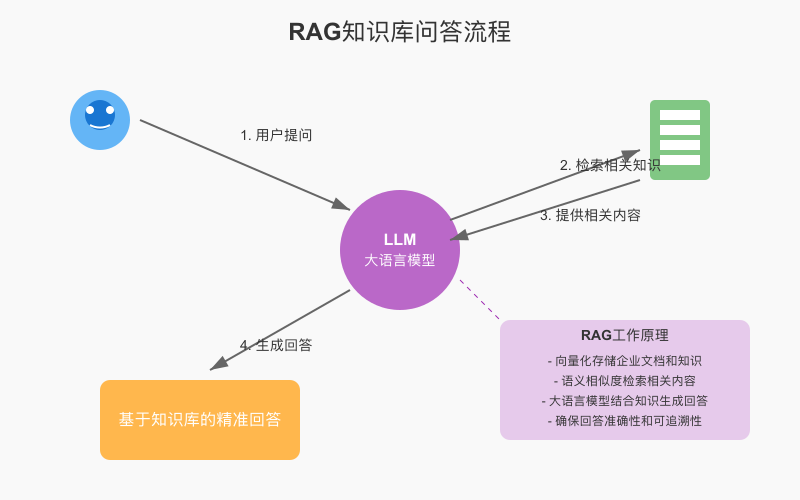 RAG知识库问答流程
1. 用户提问
2. 检索相关知识
3. 提供相关内容
LLM
大语言模型
4. 生成回答
基于知识库的精准回答
RAG工作原理
- 向量化存储企业文档和知识
- 语义相似度检索相关内容
- 大语言模型结合知识生成回答
- 确保回答准确性和可追溯性